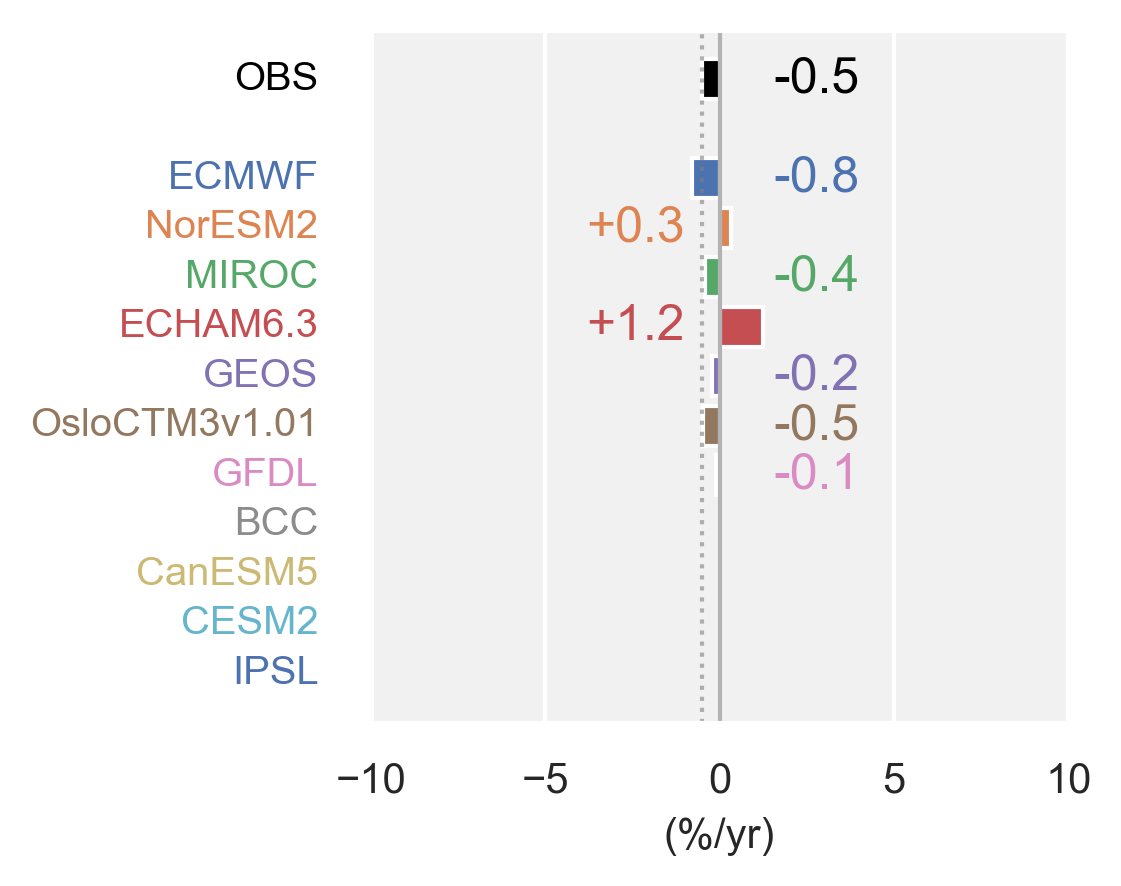 OBS -0.5
ECMWF -0.8
NorESM2 +0.3
MIROC -0.4
ECHAM6.3 +1.2
GEOS -0.2
OsloCTM3v1.01 -0.5
GFDL -0.1
BCC
CanESM5
CESM2
IPSL
−10 −5 0 5 10
(%/yr)